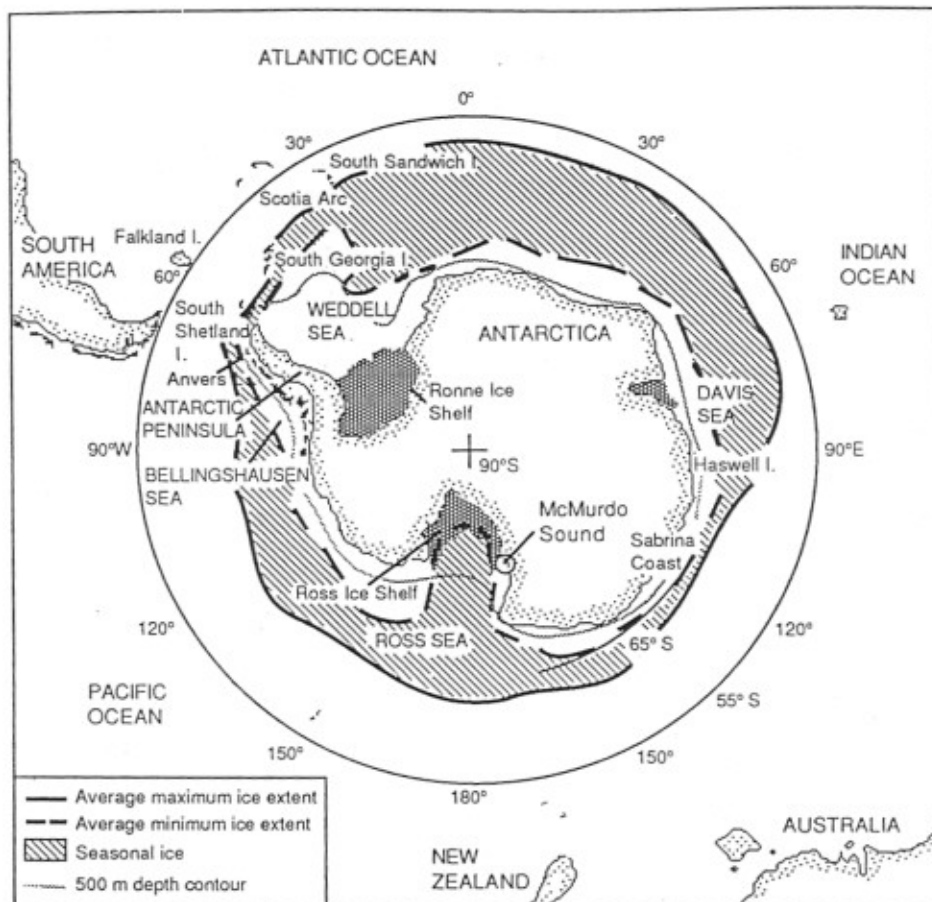 ATLANTIC OCEAN
0°
30°
30°
South Sandwich I.
Scotia Arc
SOUTH
AMERICA
Falkland I.
60°
South Georgia I.
60°
INDIAN
OCEAN
WEDDELL
SEA
South
Shetland
I.
ANTARCTICA
Anvers
Ronne Ice
Shelf
DAVIS
SEA
ANTARCTIC
PENINSULA
90°W
90°S
Haswell I.
90°E
BELLINGSHAUSEN
SEA
McMurdo
Sound
Sabrina
Coast
Ross Ice Shelf
120°
ROSS SEA
65° S
120°
PACIFIC
OCEAN
55° S
150°
150°
180°
Average maximum ice extent
Average minimum ice extent
Seasonal ice
500 m depth contour
NEW
ZEALAND
AUSTRALIA